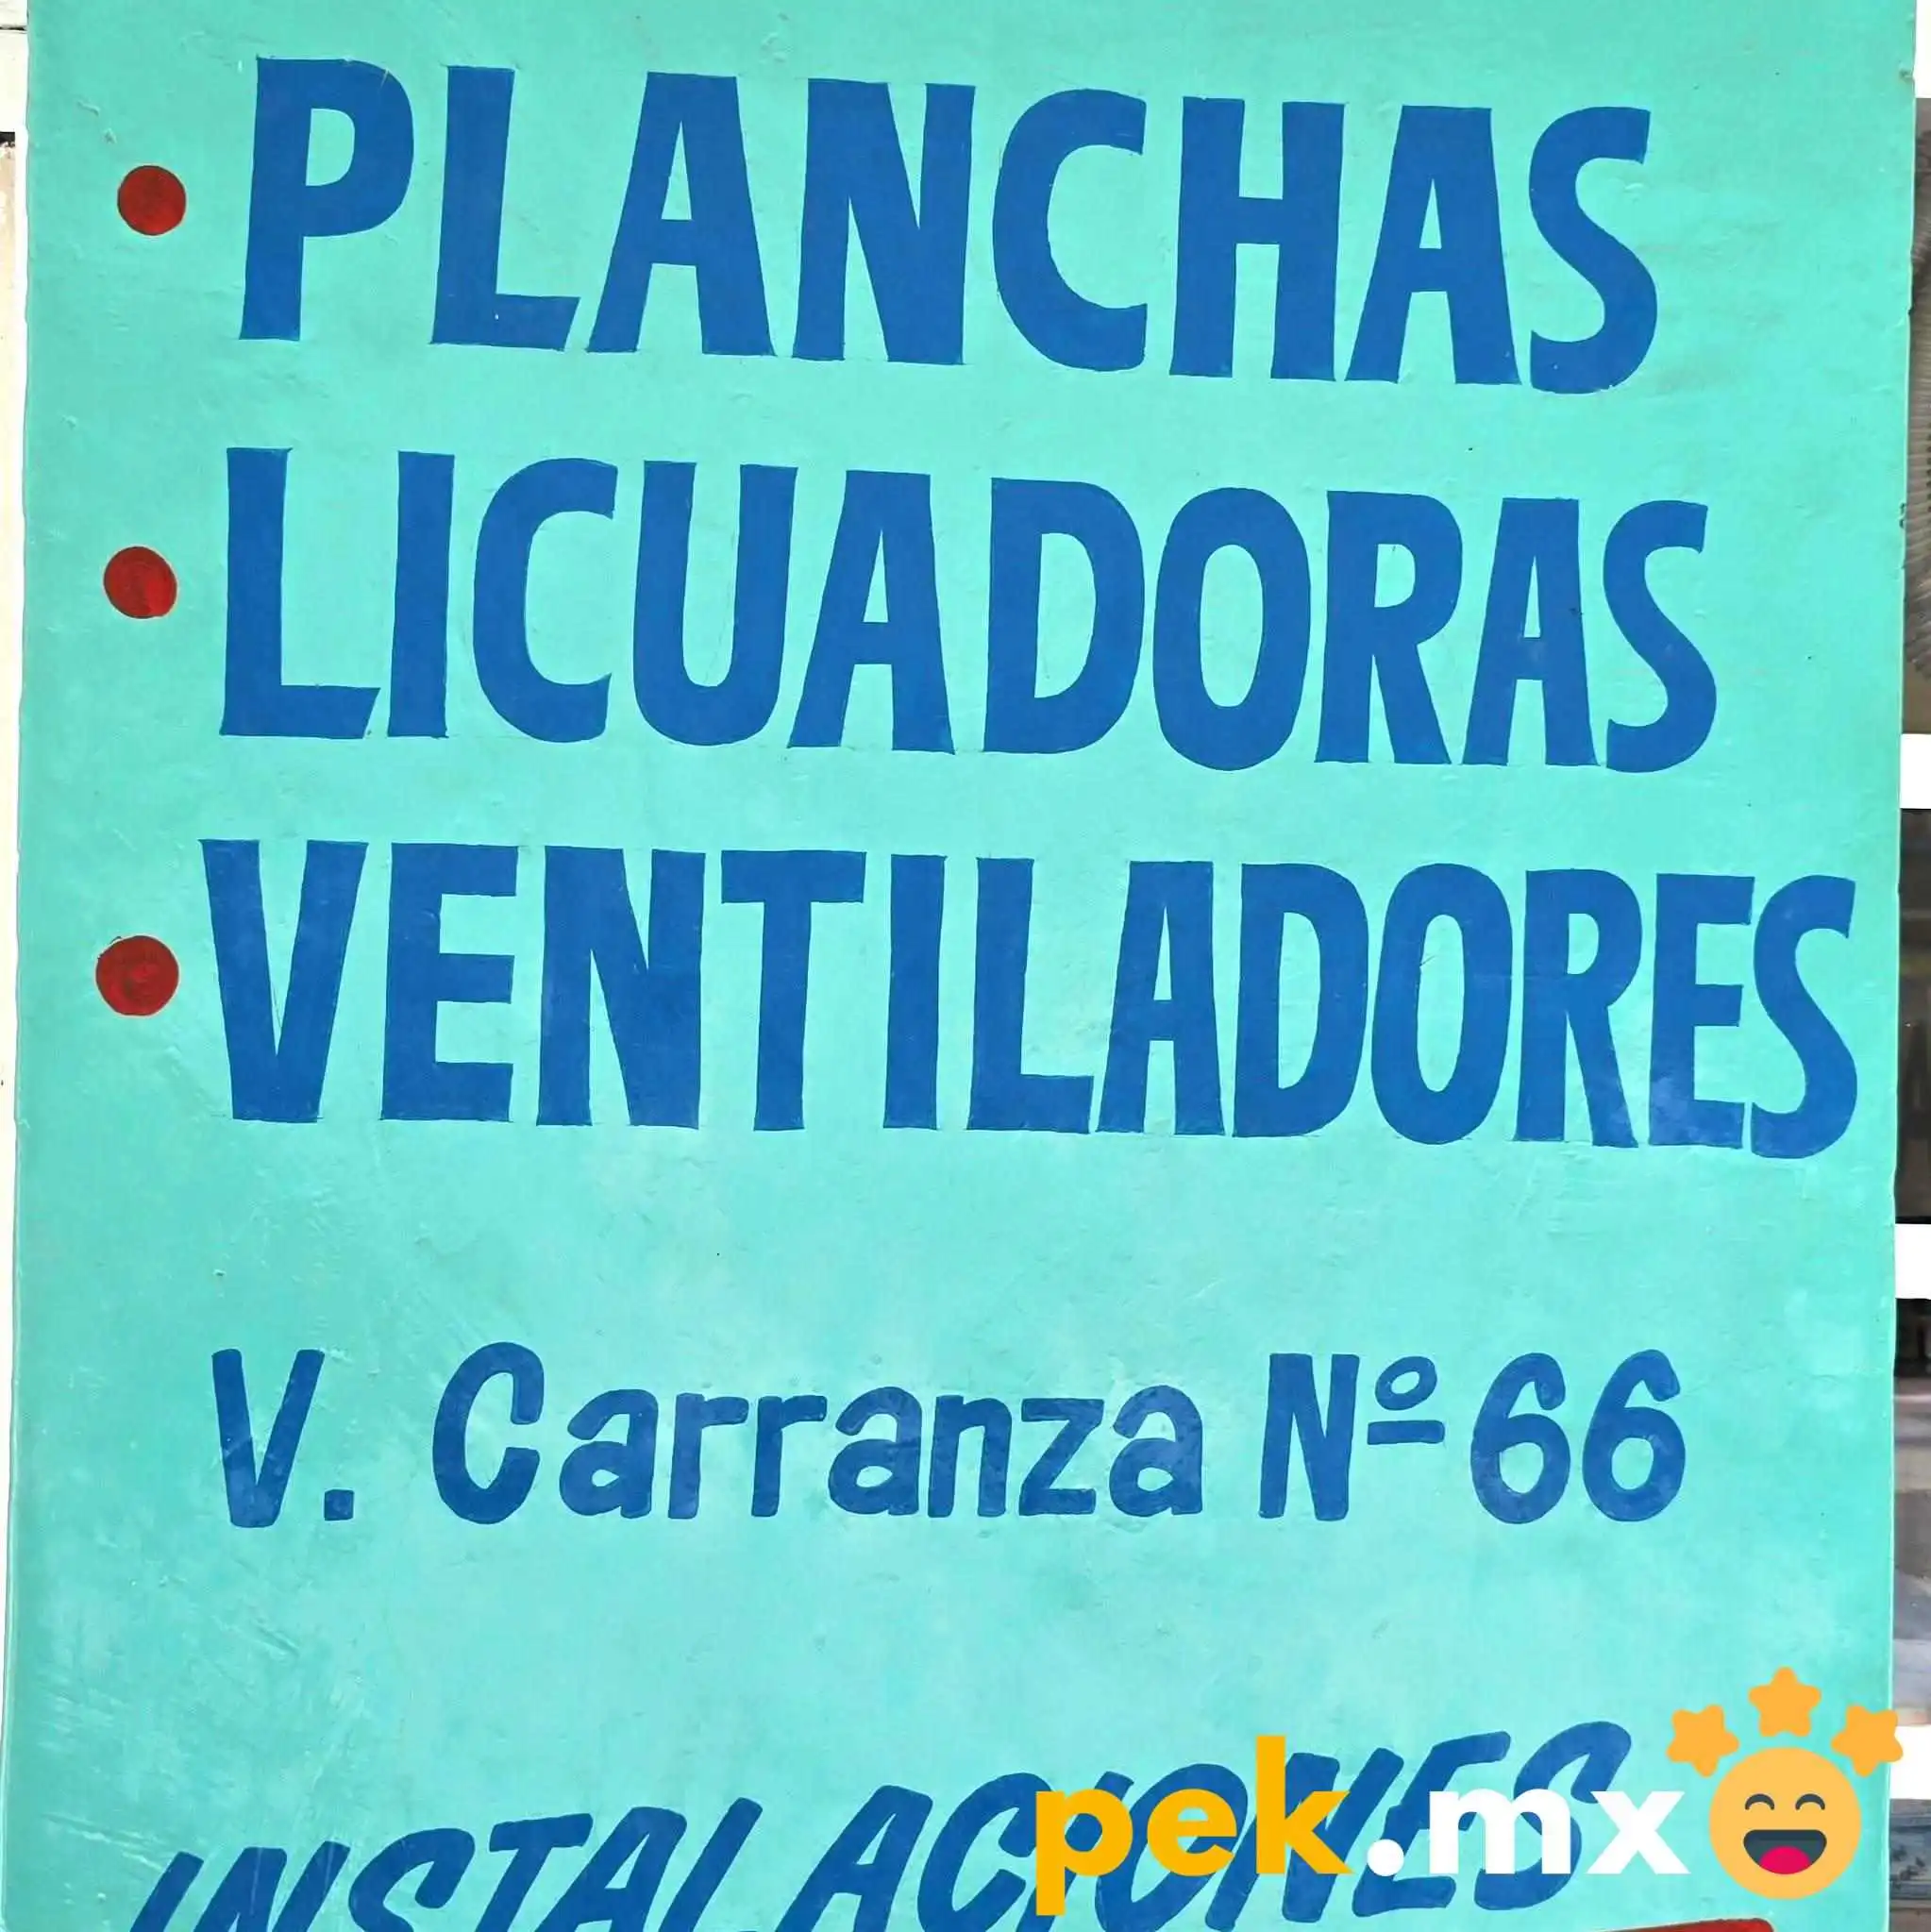 • PLANCHAS
• LICUADORAS
• VENTILADORES
V. Carranza Nº 66
INSTALACIONES
pek.mx